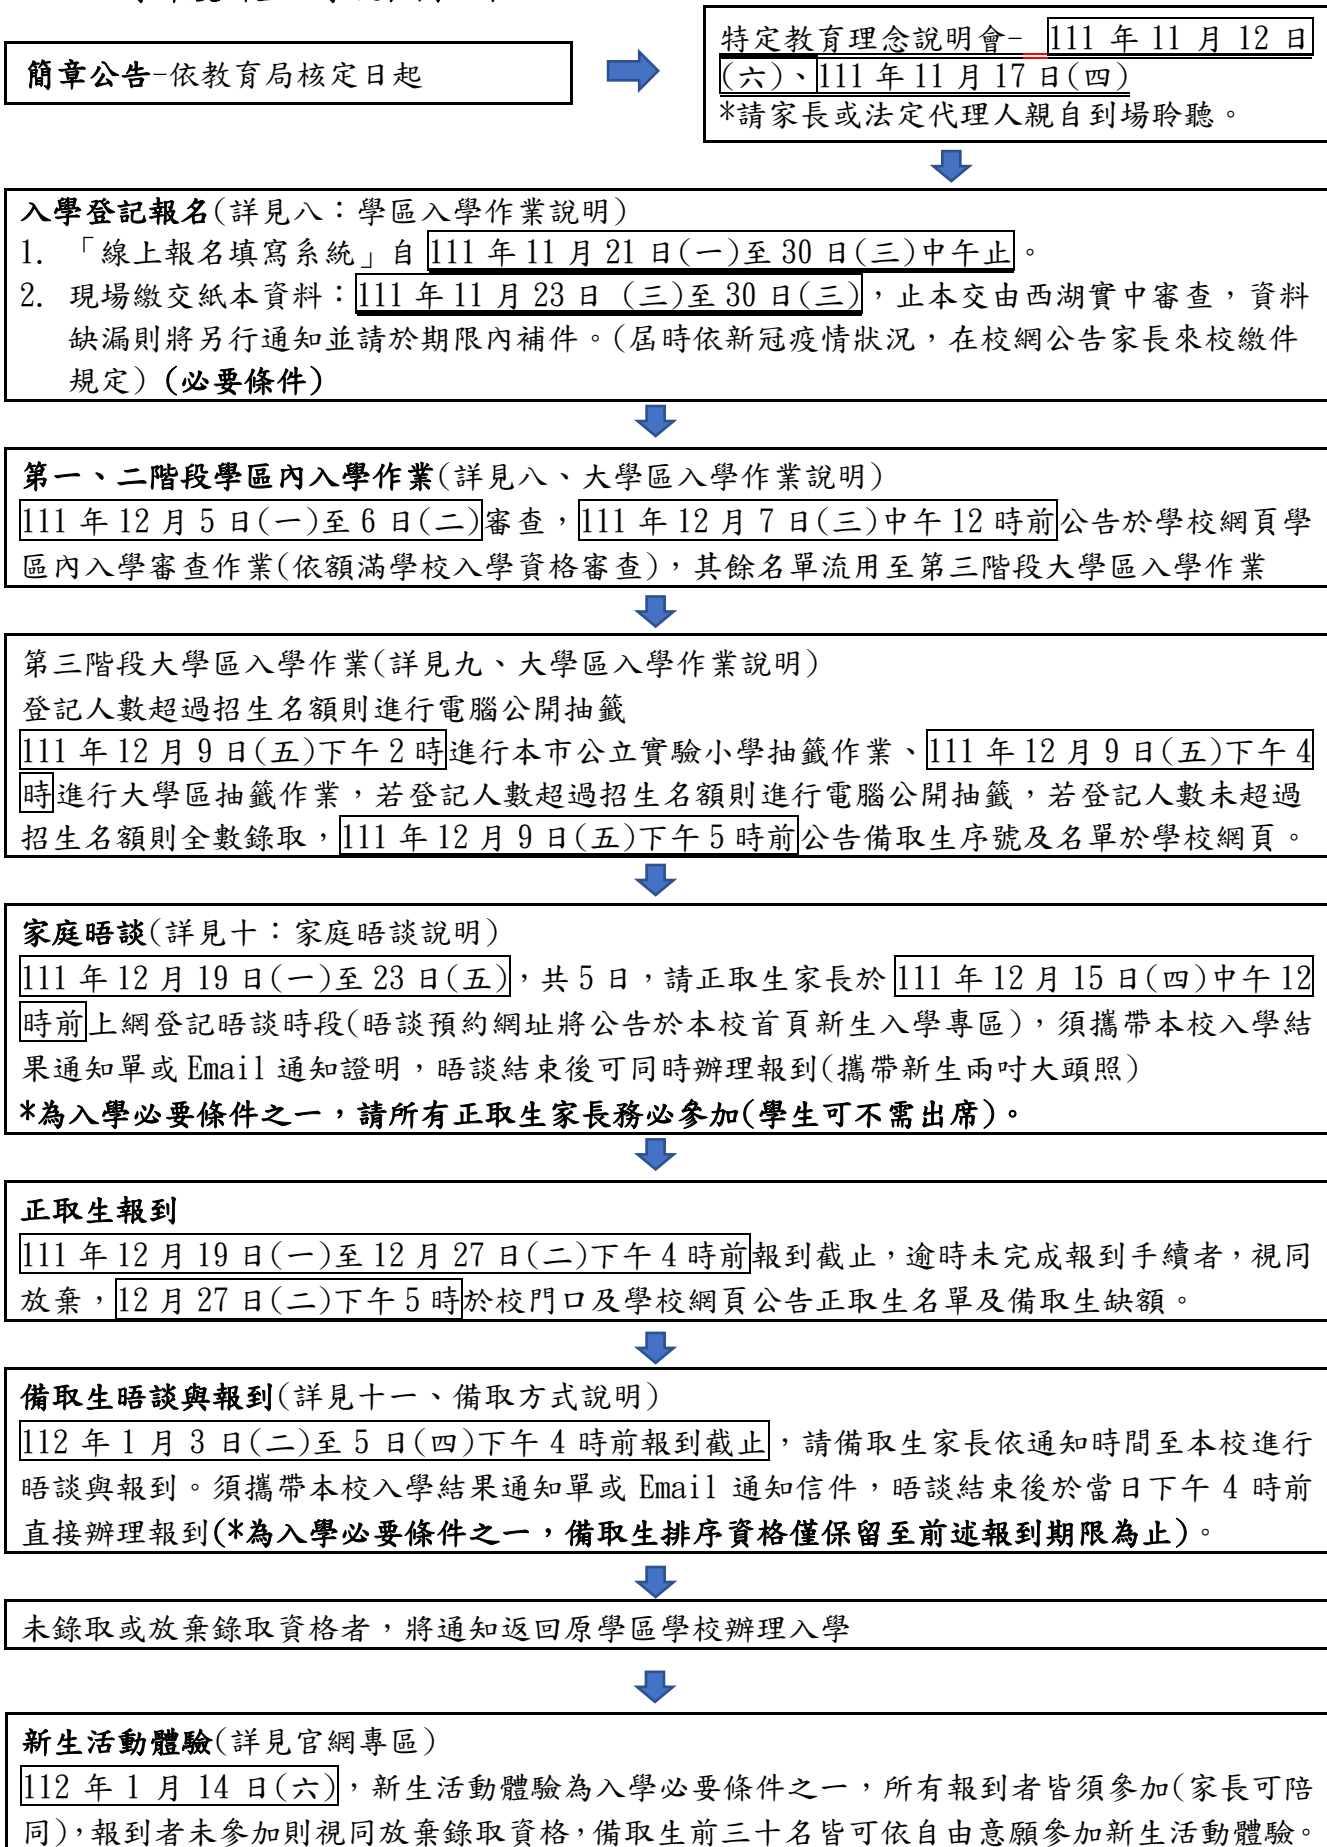 簡章公告-依教育局核定日起
特定教育理念說明會- 111 年 11 月 12 日
(六)、111 年 11 月 17 日(四)
*請家長或法定代理人親自到場聆聽。
入學登記報名(詳見八：學區入學作業說明)
1. 「線上報名填寫系統」自 111 年 11 月 21 日(一)至 30 日(三)中午止。
2. 現場繳交紙本資料：111 年 11 月 23 日 (三)至 30 日(三)，止本交由西湖實中審查，資料
缺漏則將另行通知並請於期限內補件。(屆時依新冠疫情狀況，在校網公告家長來校繳件
規定)(必要條件)
第一、二階段學區內入學作業(詳見八、大學區入學作業說明)
111 年 12 月 5 日(一)至 6 日(二)審查，111 年 12 月 7 日(三)中午 12 時前公告於學校網頁學
區內入學審查作業(依額滿學校入學資格審查)，其餘名單流用至第三階段大學區入學作業
第三階段大學區入學作業(詳見九、大學區入學作業說明)
登記人數超過招生名額則進行電腦公開抽籤
111 年 12 月 9 日(五)下午 2 時進行本市公立實驗小學抽籤作業、111 年 12 月 9 日(五)下午 4
時進行大學區抽籤作業，若登記人數超過招生名額則進行電腦公開抽籤，若登記人數未超過
招生名額則全數錄取，111 年 12 月 9 日(五)下午 5 時前公告備取生序號及名單於學校網頁。
家庭晤談(詳見十：家庭晤談說明)
111 年 12 月 19 日(一)至 23 日(五)，共 5 日，請正取生家長於 111 年 12 月 15 日(四)中午 12
時前上網登記晤談時段(晤談預約網址將公告於本校首頁新生入學專區)，須攜帶本校入學結
果通知單或 Email 通知證明，晤談結束後可同時辦理報到(攜帶新生兩吋大頭照)
*為入學必要條件之一，請所有正取生家長務必參加(學生可不需出席)。
正取生報到
111 年 12 月 19 日(一)至 12 月 27 日(二)下午 4 時前報到截止，逾時未完成報到手續者，視同
放棄，12 月 27 日(二)下午 5 時於校門口及學校網頁公告正取生名單及備取生缺額。
備取生晤談與報到(詳見十一、備取方式說明)
112 年 1 月 3 日(二)至 5 日(四)下午 4 時前報到截止，請備取生家長依通知時間至本校進行
晤談與報到。須攜帶本校入學結果通知單或 Email 通知信件，晤談結束後於當日下午 4 時前
直接辦理報到(*為入學必要條件之一，備取生排序資格僅保留至前述報到期限為止)。
未錄取或放棄錄取資格者，將通知返回原學區學校辦理入學
新生活動體驗(詳見官網專區)
112 年 1 月 14 日(六)，新生活動體驗為入學必要條件之一，所有報到者皆須參加(家長可陪
同)，報到者未參加則視同放棄錄取資格，備取生前三十名皆可依自由意願參加新生活動體驗。